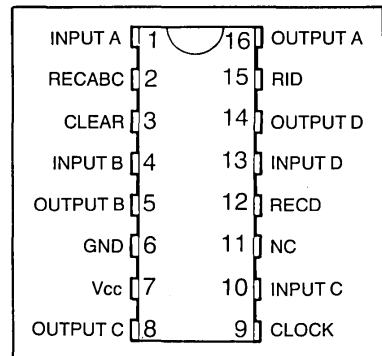 INPUT A 1 16 OUTPUT A
RECABC 2 15 RID
CLEAR 3 14 OUTPUT D
INPUT B 4 13 INPUT D
OUTPUT B 5 12 RECD
GND 6 11 NC
Vcc 7 10 INPUT C
OUTPUT C 8 9 CLOCK